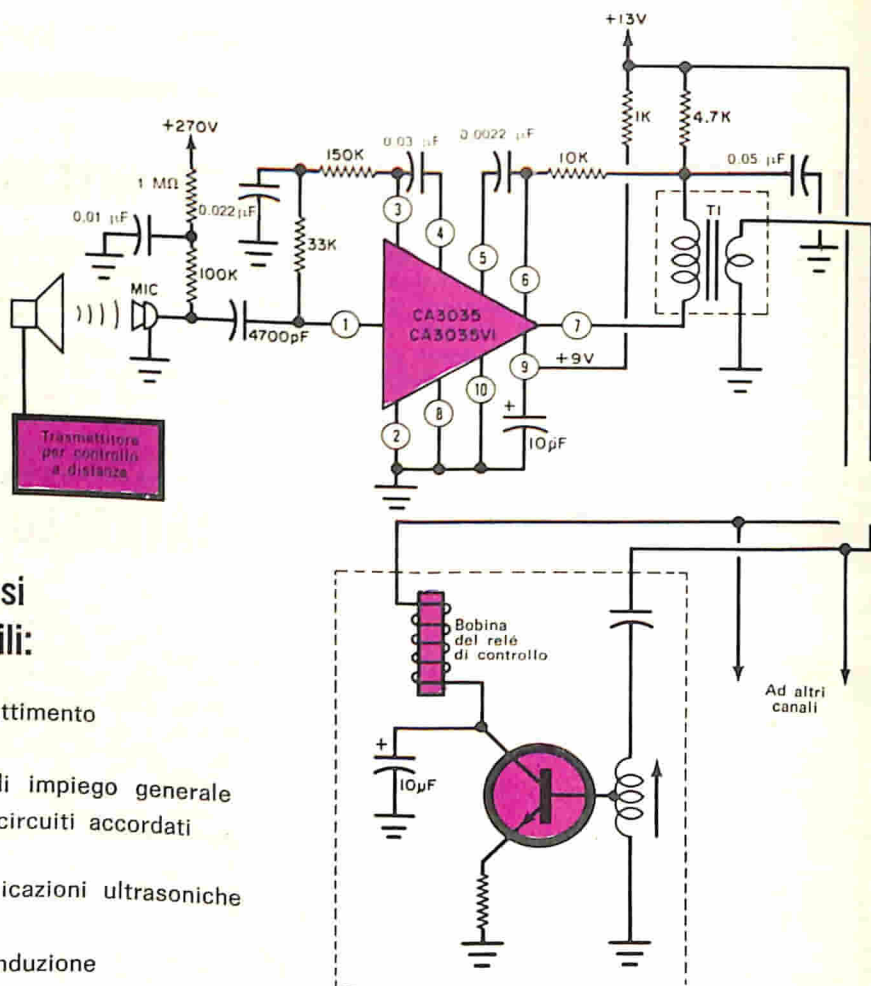 +13V
+270V
1 MΩ
0.01 µF
0.022µF
150K
0.03 µF
0.0022 µF
10K
1K
4.7K
0.05 µF
100K
33K
MIC
4700pF
1
2
3
4
5
6
7
8
9
10
CA3035
CA3035V1
+9V
10µF
T1
Trasmettitore
per controllo
a distanza
si
ili:
ttimento
li impiego generale
circuiti accordati
icazioni ultrasoniche
nduzione
Bobina
del relé
di controllo
+
10µF
Ad altri
canali